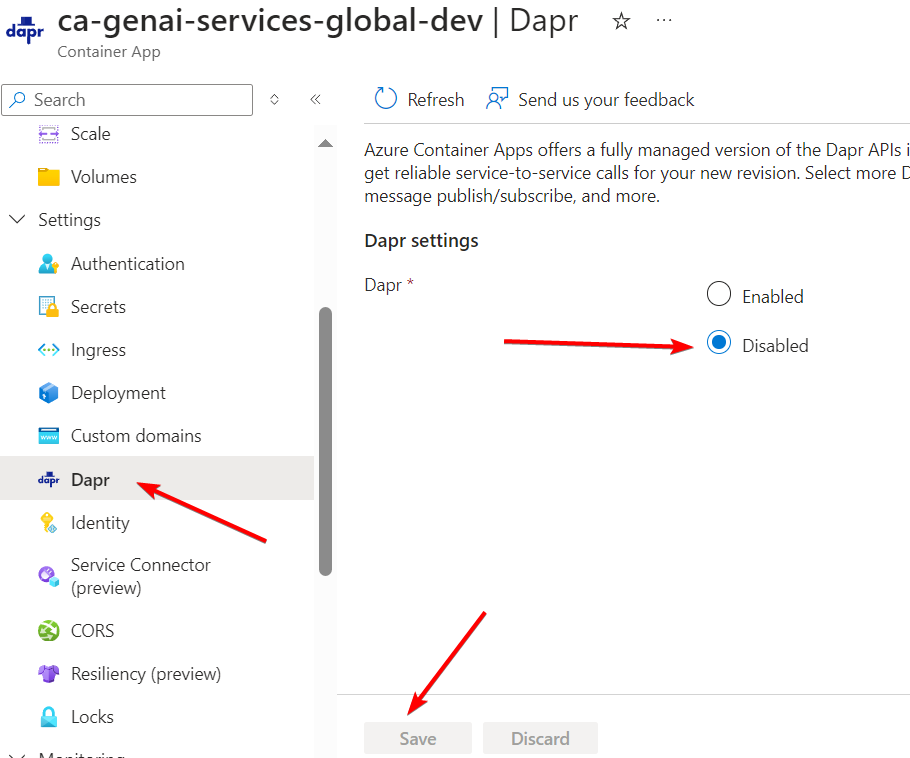 dapr
ca-genai-services-global-dev | Dapr
Container App
Search
Refresh
Send us your feedback
Scale
Volumes
Settings
Authentication
Secrets
Ingress
Deployment
www
Custom domains
dapr
Dapr
Identity
Service Connector
(preview)
CORS
Resiliency (preview)
Locks
Azure Container Apps offers a fully managed version of the Dapr APIs i
get reliable service-to-service calls for your new revision. Select more D
message publish/subscribe, and more.
Dapr settings
Dapr *
Enabled
Disabled
Save
Discard
Monitoring